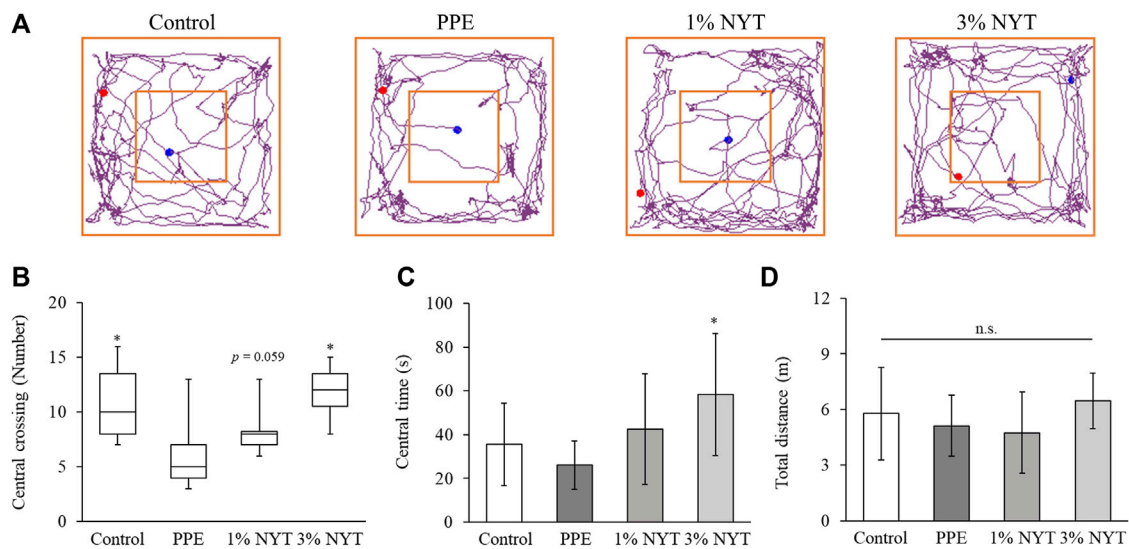 A
Control
PPE
1% NYT
3% NYT
B
Central crossing (Number)
20
15
10
5
0
*
p = 0.059
*
Control
PPE
1% NYT
3% NYT
C
Central time (s)
100
80
60
40
20
0
*
Control
PPE
1% NYT
3% NYT
D
Total distance (m)
12
9
6
3
0
n.s.
Control
PPE
1% NYT
3% NYT